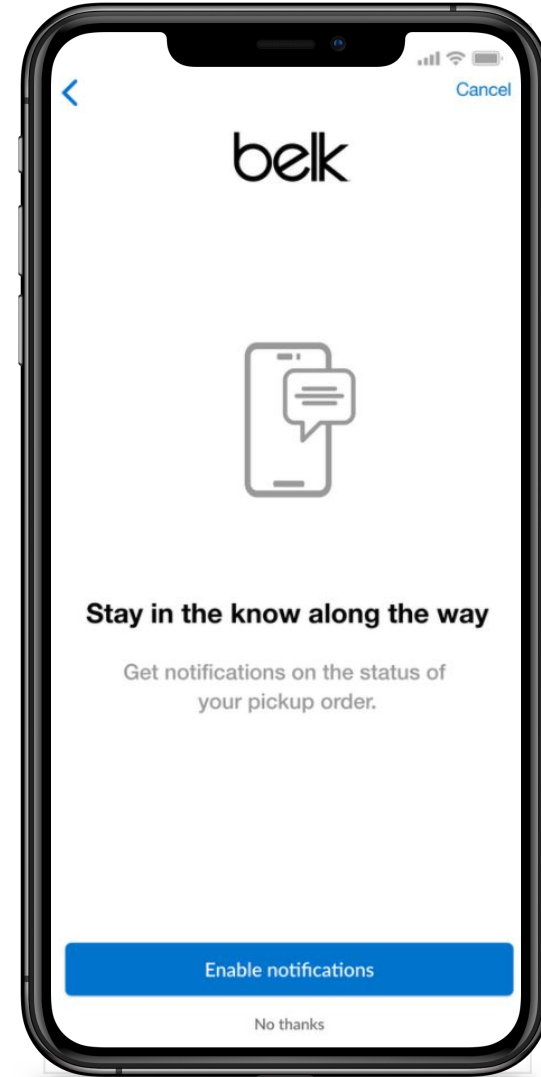 Cancel
belk
Stay in the know along the way
Get notifications on the status of
your pickup order.
Enable notifications
No thanks